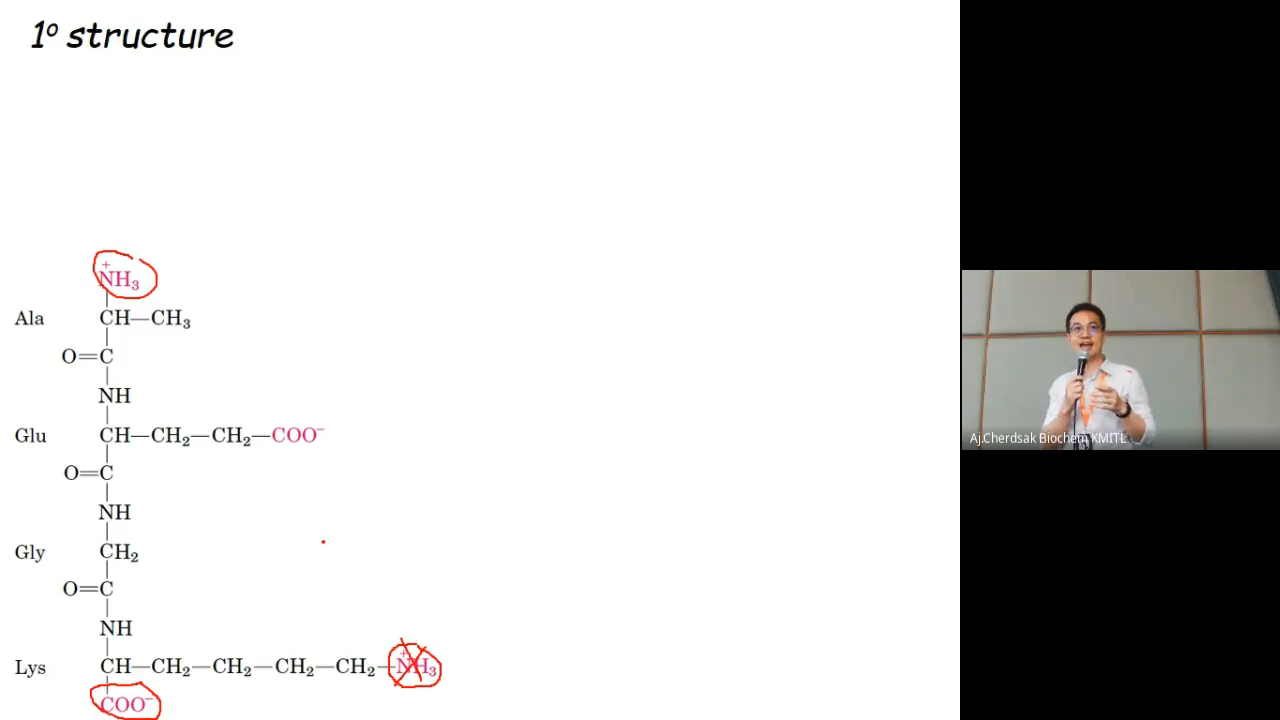 1º structure
+
NH₃
Ala CH—CH₃
O=C
NH
Glu CH—CH₂—CH₂—COO⁻
O=C
NH
Gly CH₂
O=C
NH
+
Lys CH—CH₂—CH₂—CH₂—CH₂—NH₃
COO⁻
Aj.Cherdsak Biochem KMITL